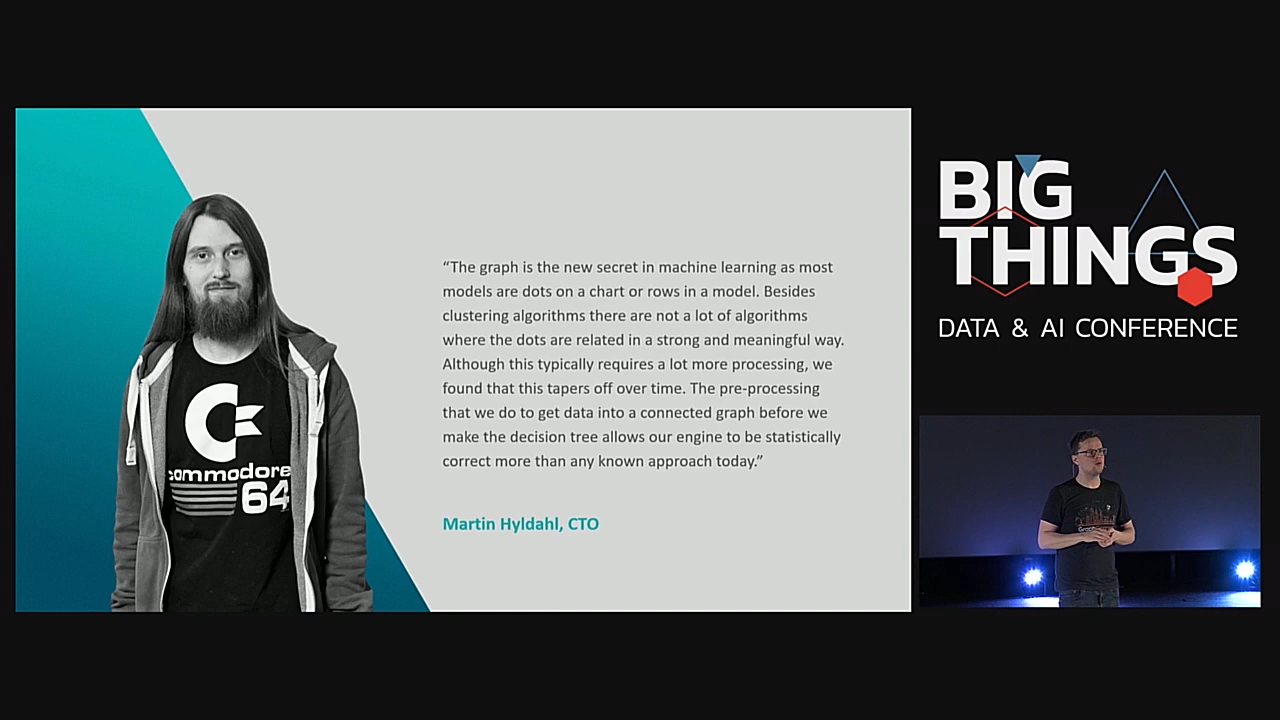 “The graph is the new secret in machine learning as most
models are dots on a chart or rows in a model. Besides
clustering algorithms there are not a lot of algorithms
where the dots are related in a strong and meaningful way.
Although this typically requires a lot more processing, we
found that this tapers off over time. The pre-processing
that we do to get data into a connected graph before we
make the decision tree allows our engine to be statistically
correct more than any known approach today.”
Martin Hyldahl, CTO
commodore
64
BIG
THINGS
DATA & AI CONFERENCE